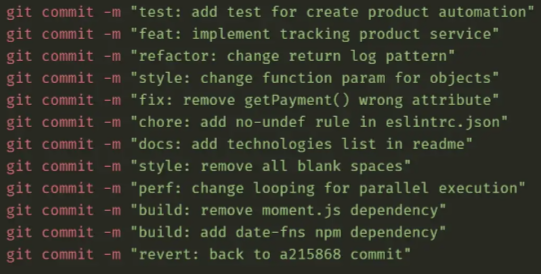 git commit -m "test: add test for create product automation"
git commit -m "feat: implement tracking product service"
git commit -m "refactor: change return log pattern"
git commit -m "style: change function param for objects"
git commit -m "fix: remove getPayment() wrong attribute"
git commit -m "chore: add no-undef rule in eslintrc.json"
git commit -m "docs: add technologies list in readme"
git commit -m "style: remove all blank spaces"
git commit -m "perf: change looping for parallel execution"
git commit -m "build: remove moment.js dependency"
git commit -m "build: add date-fns npm dependency"
git commit -m "revert: back to a215868 commit"